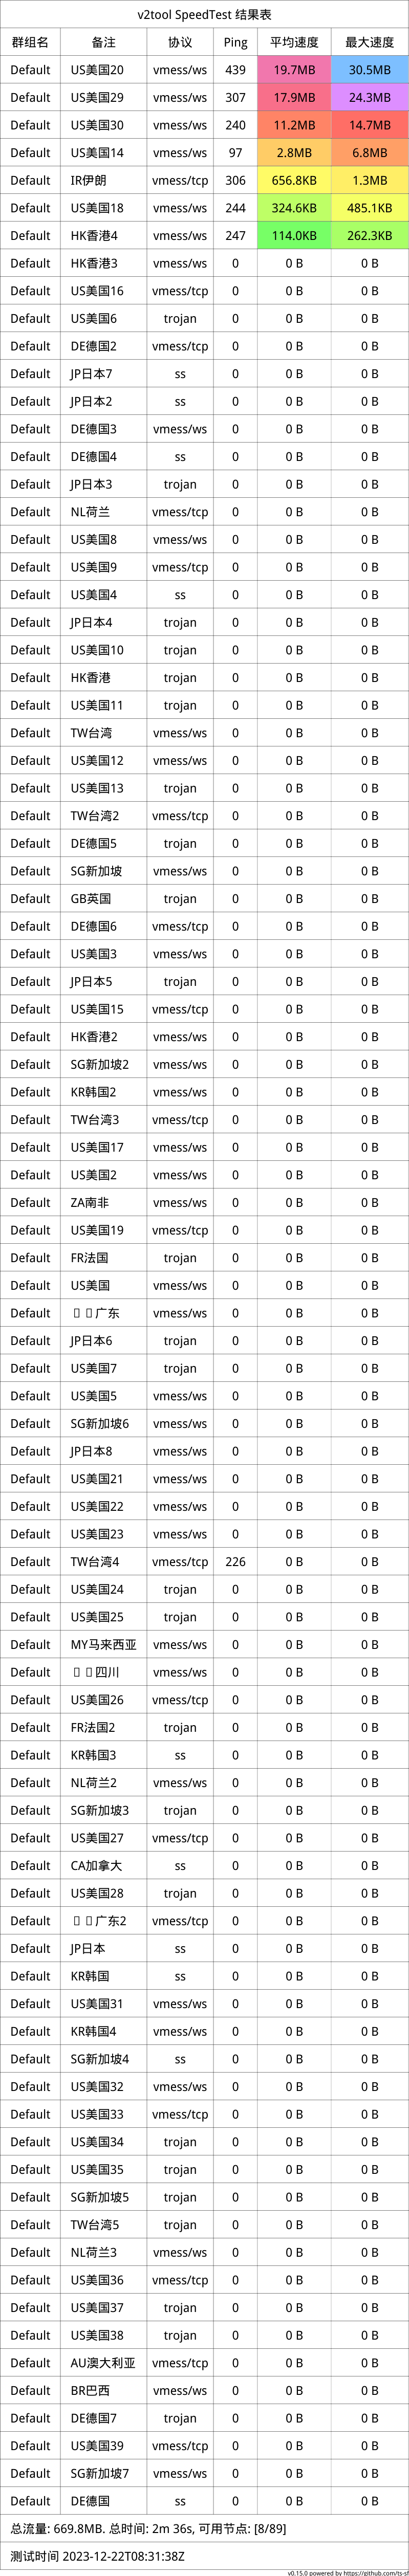 v2tool SpeedTest 结果表
群组名 备注 协议 Ping 平均速度 最大速度
Default US美国20 vmess/ws 439 19.7MB 30.5MB
Default US美国29 vmess/ws 307 17.9MB 24.3MB
Default US美国30 vmess/ws 240 11.2MB 14.7MB
Default US美国14 vmess/ws 97 2.8MB 6.8MB
Default IR伊朗 vmess/tcp 306 656.8KB 1.3MB
Default US美国18 vmess/ws 244 324.6KB 485.1KB
Default HK香港4 vmess/ws 247 114.0KB 262.3KB
Default HK香港3 vmess/ws 0 0 B 0 B
Default US美国16 vmess/tcp 0 0 B 0 B
Default US美国6 trojan 0 0 B 0 B
Default DE德国2 vmess/tcp 0 0 B 0 B
Default JP日本7 ss 0 0 B 0 B
Default JP日本2 ss 0 0 B 0 B
Default DE德国3 vmess/ws 0 0 B 0 B
Default DE德国4 ss 0 0 B 0 B
Default JP日本3 trojan 0 0 B 0 B
Default NL荷兰 vmess/tcp 0 0 B 0 B
Default US美国8 vmess/ws 0 0 B 0 B
Default US美国9 vmess/tcp 0 0 B 0 B
Default US美国4 ss 0 0 B 0 B
Default JP日本4 trojan 0 0 B 0 B
Default US美国10 trojan 0 0 B 0 B
Default HK香港 trojan 0 0 B 0 B
Default US美国11 trojan 0 0 B 0 B
Default TW台湾 vmess/ws 0 0 B 0 B
Default US美国12 vmess/ws 0 0 B 0 B
Default US美国13 trojan 0 0 B 0 B
Default TW台湾2 vmess/tcp 0 0 B 0 B
Default DE德国5 trojan 0 0 B 0 B
Default SG新加坡 vmess/ws 0 0 B 0 B
Default GB英国 trojan 0 0 B 0 B
Default DE德国6 vmess/tcp 0 0 B 0 B
Default US美国3 vmess/ws 0 0 B 0 B
Default JP日本5 trojan 0 0 B 0 B
Default US美国15 vmess/tcp 0 0 B 0 B
Default HK香港2 vmess/ws 0 0 B 0 B
Default SG新加坡2 vmess/ws 0 0 B 0 B
Default KR韩国2 vmess/ws 0 0 B 0 B
Default TW台湾3 vmess/tcp 0 0 B 0 B
Default US美国17 vmess/ws 0 0 B 0 B
Default US美国2 vmess/ws 0 0 B 0 B
Default ZA南非 vmess/ws 0 0 B 0 B
Default US美国19 vmess/tcp 0 0 B 0 B
Default FR法国 trojan 0 0 B 0 B
Default US美国 vmess/ws 0 0 B 0 B
Default 广东 vmess/ws 0 0 B 0 B
Default JP日本6 trojan 0 0 B 0 B
Default US美国7 trojan 0 0 B 0 B
Default US美国5 vmess/ws 0 0 B 0 B
Default SG新加坡6 vmess/ws 0 0 B 0 B
Default JP日本8 vmess/ws 0 0 B 0 B
Default US美国21 vmess/ws 0 0 B 0 B
Default US美国22 vmess/ws 0 0 B 0 B
Default US美国23 vmess/ws 0 0 B 0 B
Default TW台湾4 vmess/tcp 226 0 B 0 B
Default US美国24 trojan 0 0 B 0 B
Default US美国25 trojan 0 0 B 0 B
Default MY马来西亚 vmess/ws 0 0 B 0 B
Default 四川 vmess/ws 0 0 B 0 B
Default US美国26 vmess/tcp 0 0 B 0 B
Default FR法国2 trojan 0 0 B 0 B
Default KR韩国3 ss 0 0 B 0 B
Default NL荷兰2 vmess/ws 0 0 B 0 B
Default SG新加坡3 trojan 0 0 B 0 B
Default US美国27 vmess/tcp 0 0 B 0 B
Default CA加拿大 ss 0 0 B 0 B
Default US美国28 trojan 0 0 B 0 B
Default 广东2 vmess/tcp 0 0 B 0 B
Default JP日本 ss 0 0 B 0 B
Default KR韩国 ss 0 0 B 0 B
Default US美国31 vmess/ws 0 0 B 0 B
Default KR韩国4 vmess/ws 0 0 B 0 B
Default SG新加坡4 ss 0 0 B 0 B
Default US美国32 vmess/ws 0 0 B 0 B
Default US美国33 vmess/tcp 0 0 B 0 B
Default US美国34 trojan 0 0 B 0 B
Default US美国35 trojan 0 0 B 0 B
Default SG新加坡5 trojan 0 0 B 0 B
Default TW台湾5 trojan 0 0 B 0 B
Default NL荷兰3 vmess/ws 0 0 B 0 B
Default US美国36 vmess/tcp 0 0 B 0 B
Default US美国37 trojan 0 0 B 0 B
Default US美国38 trojan 0 0 B 0 B
Default AU澳大利亚 vmess/tcp 0 0 B 0 B
Default BR巴西 vmess/ws 0 0 B 0 B
Default DE德国7 trojan 0 0 B 0 B
Default US美国39 vmess/tcp 0 0 B 0 B
Default SG新加坡7 vmess/ws 0 0 B 0 B
Default DE德国 ss 0 0 B 0 B
总流量: 669.8MB. 总时间: 2m 36s, 可用节点: [8/89]
测试时间 2023-12-22T08:31:38Z
v0.15.0 powered by https://github.com/ts-sf